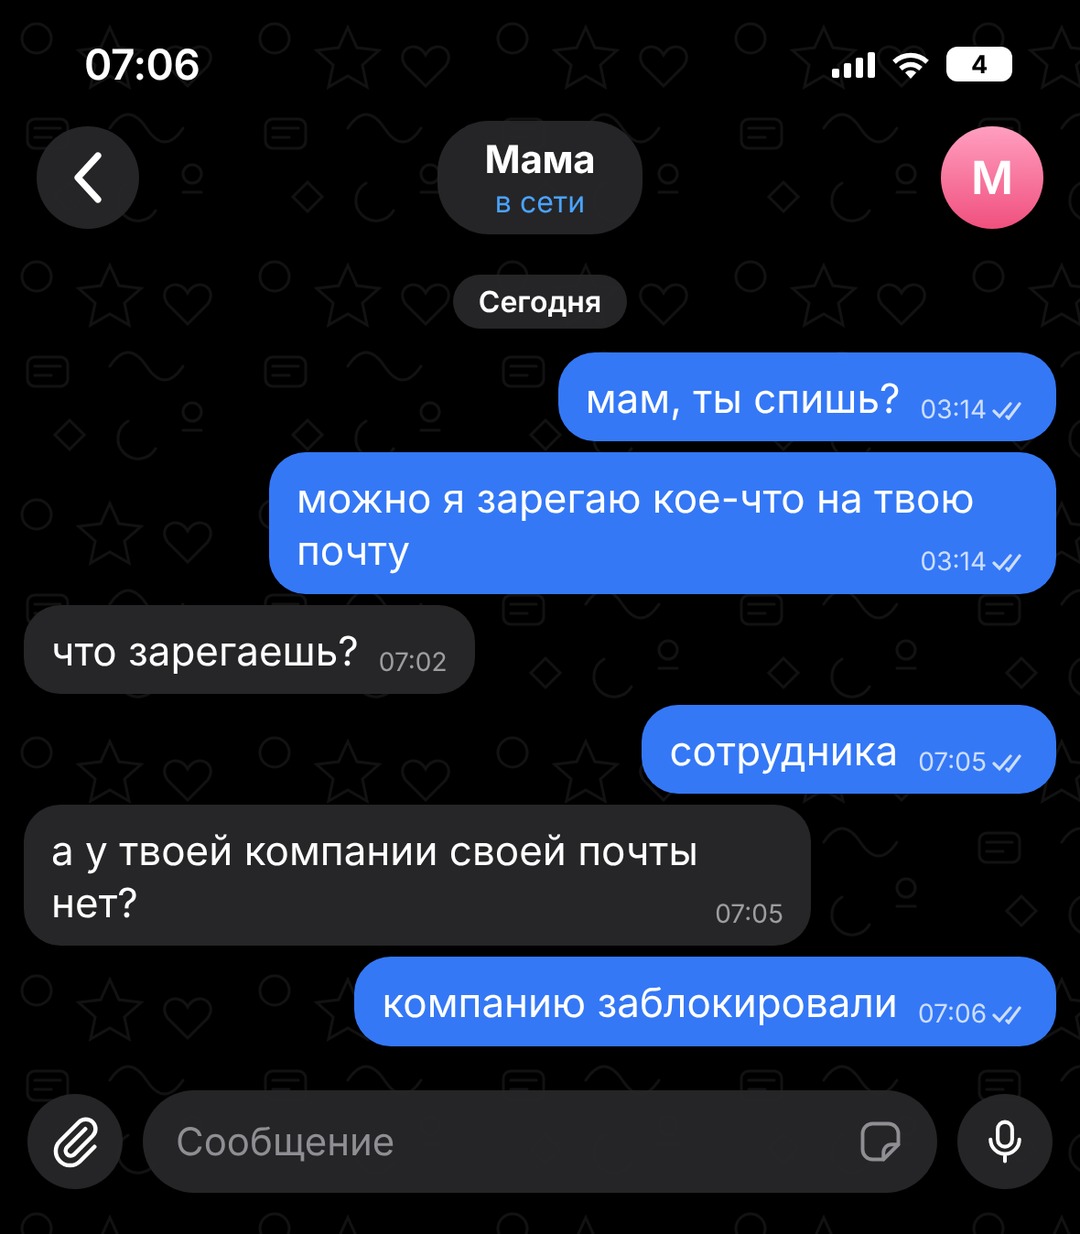 07:06
4
Мама
в сети
М
Сегодня
мам, ты спишь? 03:14
можно я зарегаю кое-что на твою
почту 03:14
что зарегаешь? 07:02
сотрудника 07:05
а у твоей компании своей почты
нет? 07:05
компанию заблокировали 07:06
Сообщение